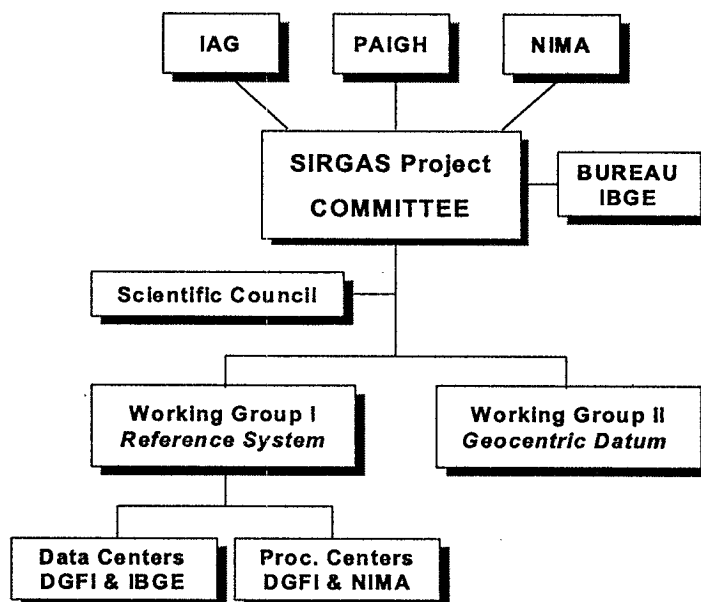 IAG
PAIGH
NIMA
SIRGAS Project
COMMITTEE
BUREAU
IBGE
Scientific Council
Working Group I
Reference System
Working Group II
Geocentric Datum
Data Centers
DGFI & IBGE
Proc. Centers
DGFI & NIMA